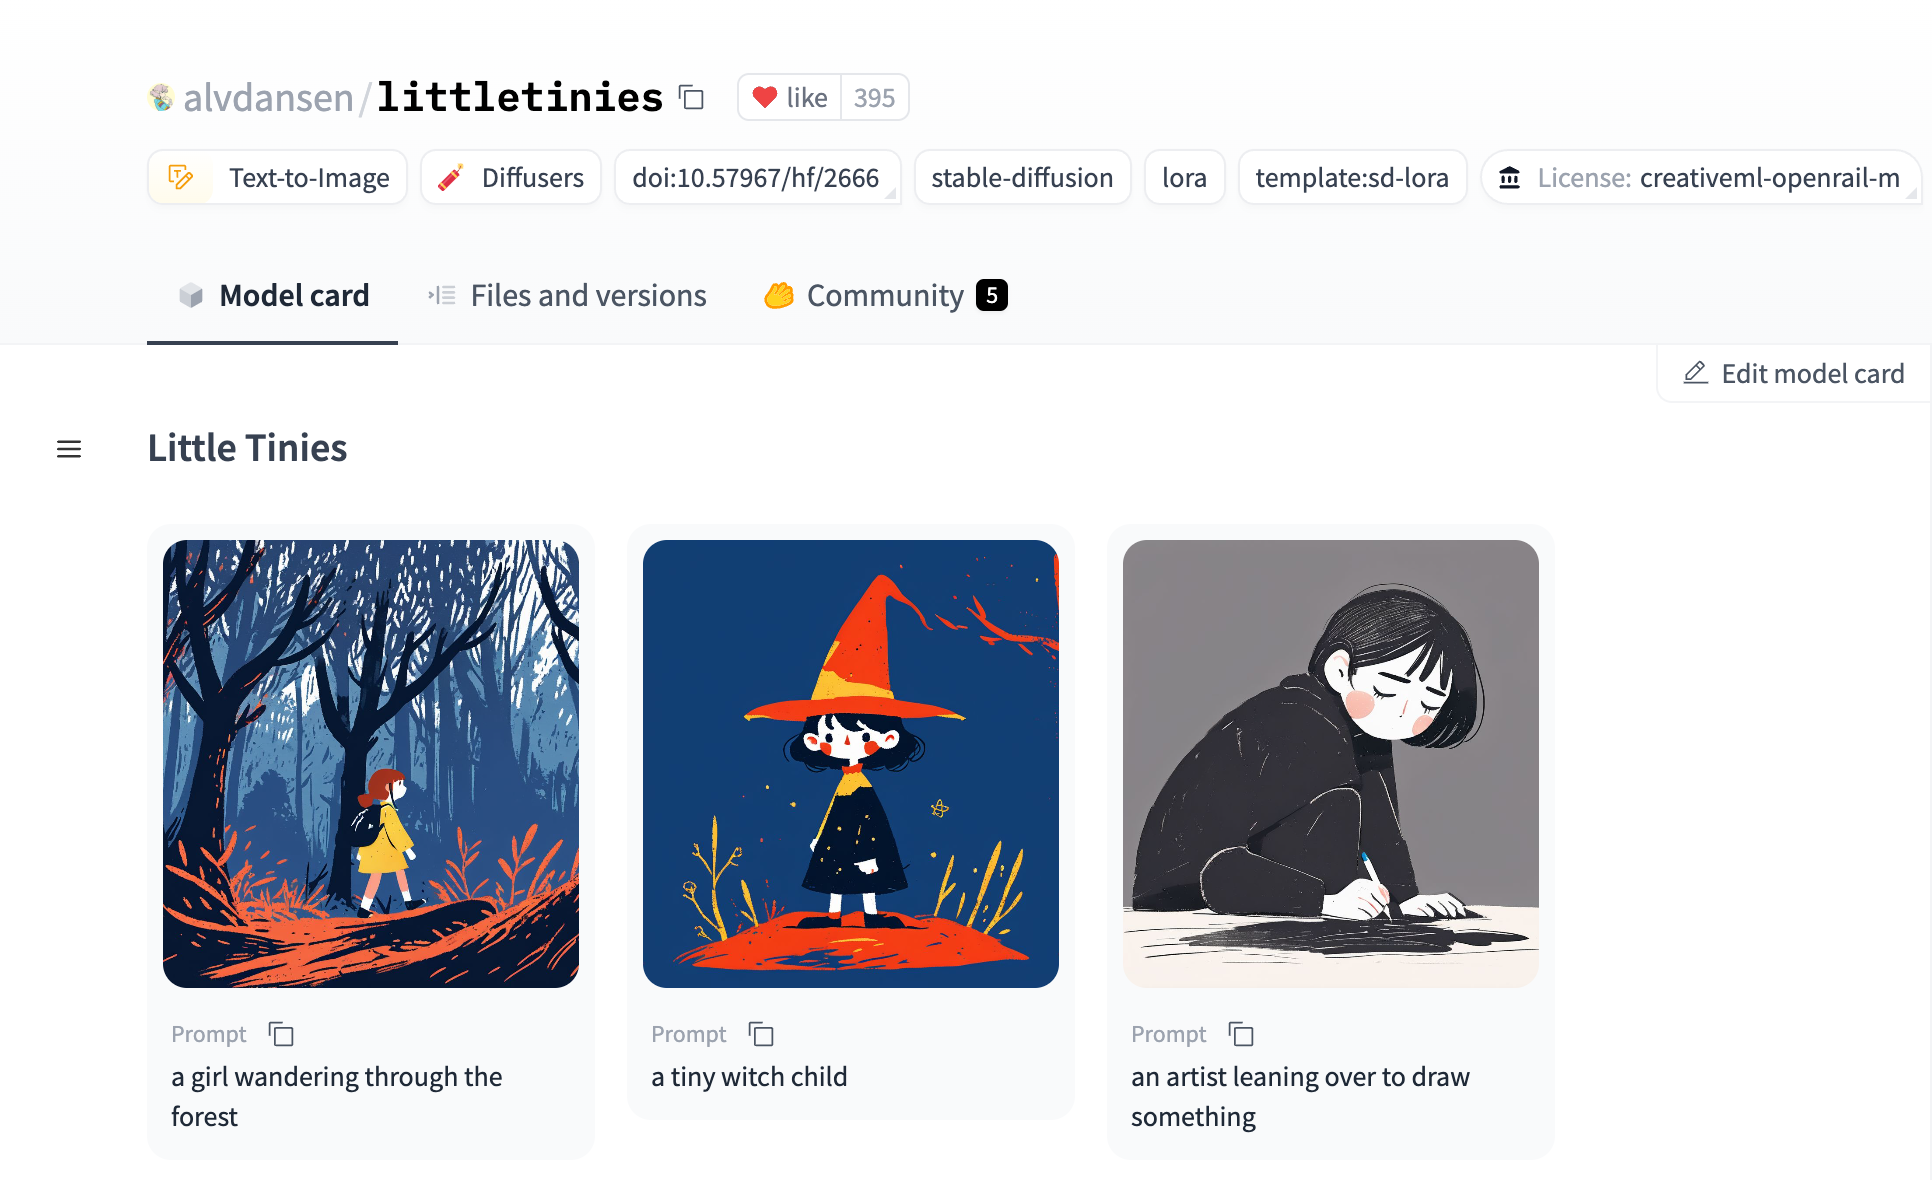 alvdansen/littletinies like 395
Text-to-Image Diffusers doi:10.57967/hf/2666 stable-diffusion lora template:sd-lora License: creativeml-openrail-m
Model card Files and versions Community 5
Edit model card
Little Tinies
Prompt
a girl wandering through the
forest
Prompt
a tiny witch child
Prompt
an artist leaning over to draw
something